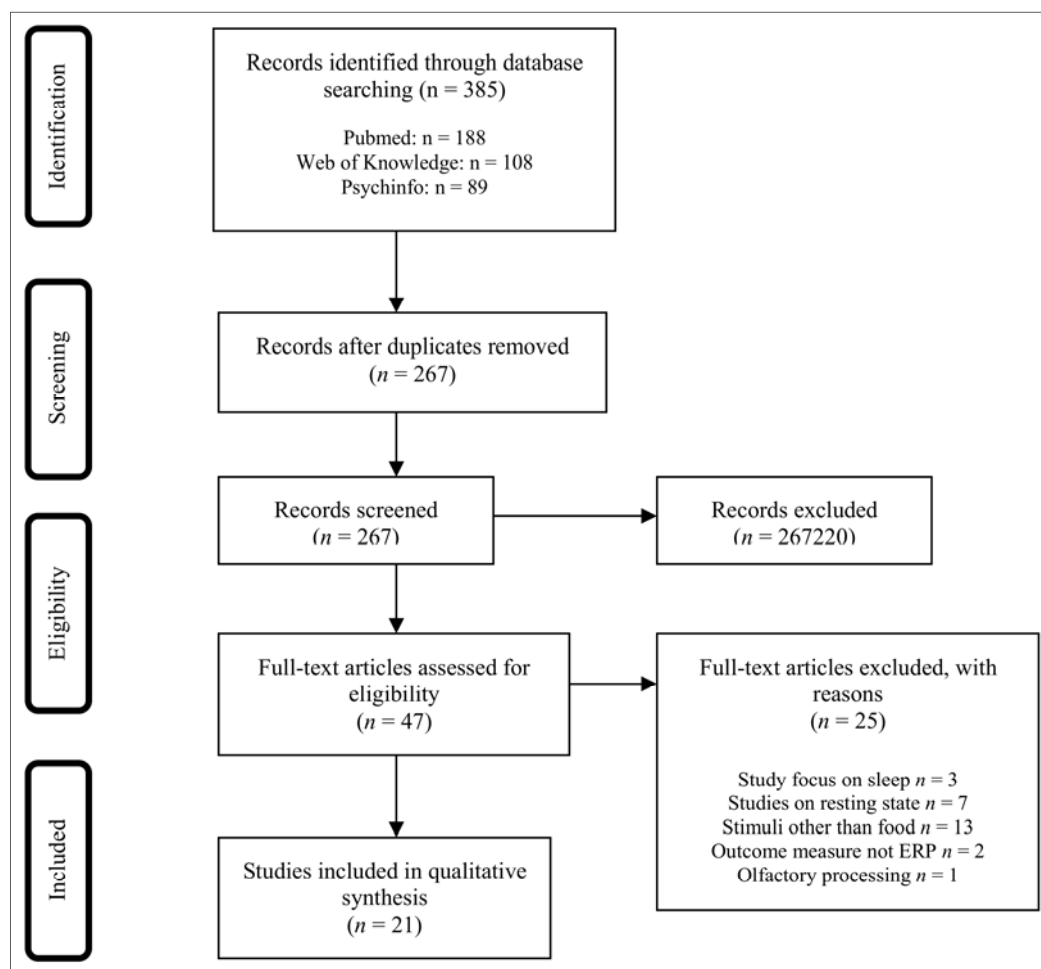 Identification
Records identified through database
searching (n = 385)
Pubmed: n = 188
Web of Knowledge: n = 108
Psychinfo: n = 89
Screening
Records after duplicates removed
(n = 267)
Records screened
(n = 267)
Records excluded
(n = 267220)
Eligibility
Full-text articles assessed for
eligibility
(n = 47)
Full-text articles excluded, with
reasons
(n = 25)
Study focus on sleep n = 3
Studies on resting state n = 7
Stimuli other than food n = 13
Outcome measure not ERP n = 2
Olfactory processing n = 1
Included
Studies included in qualitative
synthesis
(n = 21)